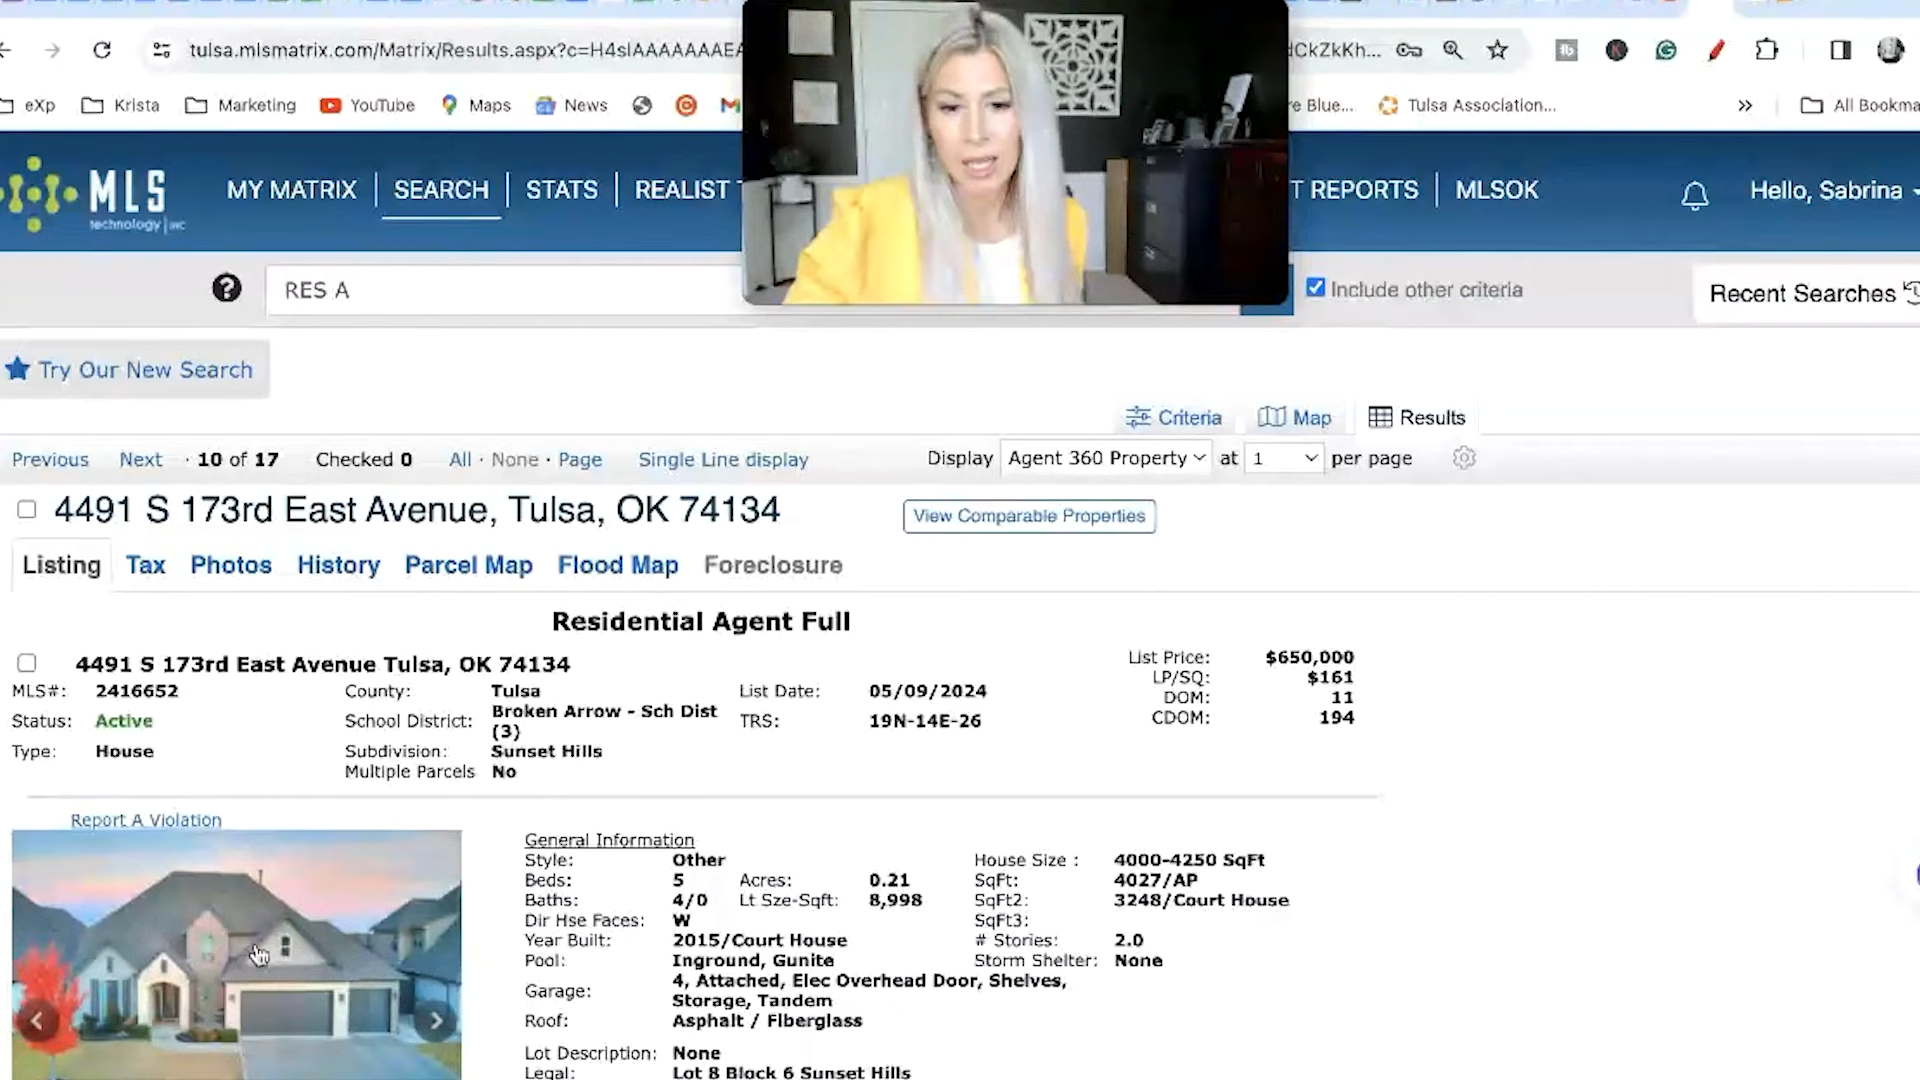 tulsa.mlsmatrix.com/Matrix/Results.aspx?c=H4sIAAAAAAAEA
dCkZkKh...
eXp Krista Marketing YouTube Maps News
re Blue... Tulsa Association... » All Bookma
MLS
technology | INC
MY MATRIX SEARCH STATS REALIST T
T REPORTS MLSOK
Hello, Sabrina
? RES A
Include other criteria
Recent Searches
Try Our New Search
Criteria Map Results
Previous Next · 10 of 17 Checked 0 All · None · Page Single Line display Display Agent 360 Property at 1 per page
4491 S 173rd East Avenue, Tulsa, OK 74134 View Comparable Properties
Listing Tax Photos History Parcel Map Flood Map Foreclosure
Residential Agent Full
4491 S 173rd East Avenue Tulsa, OK 74134
List Price: $650,000
LP/SQ: $161
DOM: 11
CDOM: 194
MLS#: 2416652 County: Tulsa List Date: 05/09/2024
Status: Active School District: Broken Arrow - Sch Dist (3) TRS: 19N-14E-26
Type: House Subdivision: Sunset Hills
Multiple Parcels No
Report A Violation
General Information
Style: Other House Size : 4000-4250 SqFt
Beds: 5 Acres: 0.21 SqFt: 4027/AP
Baths: 4/0 Lt Sze-Sqft: 8,998 SqFt2: 3248/Court House
Dir Hse Faces: W SqFt3:
Year Built: 2015/Court House # Stories: 2.0
Pool: Inground, Gunite Storm Shelter: None
Garage: 4, Attached, Elec Overhead Door, Shelves,
Storage, Tandem
Roof: Asphalt / Fiberglass
Lot Description: None
Legal: Lot 8 Block 6 Sunset Hills